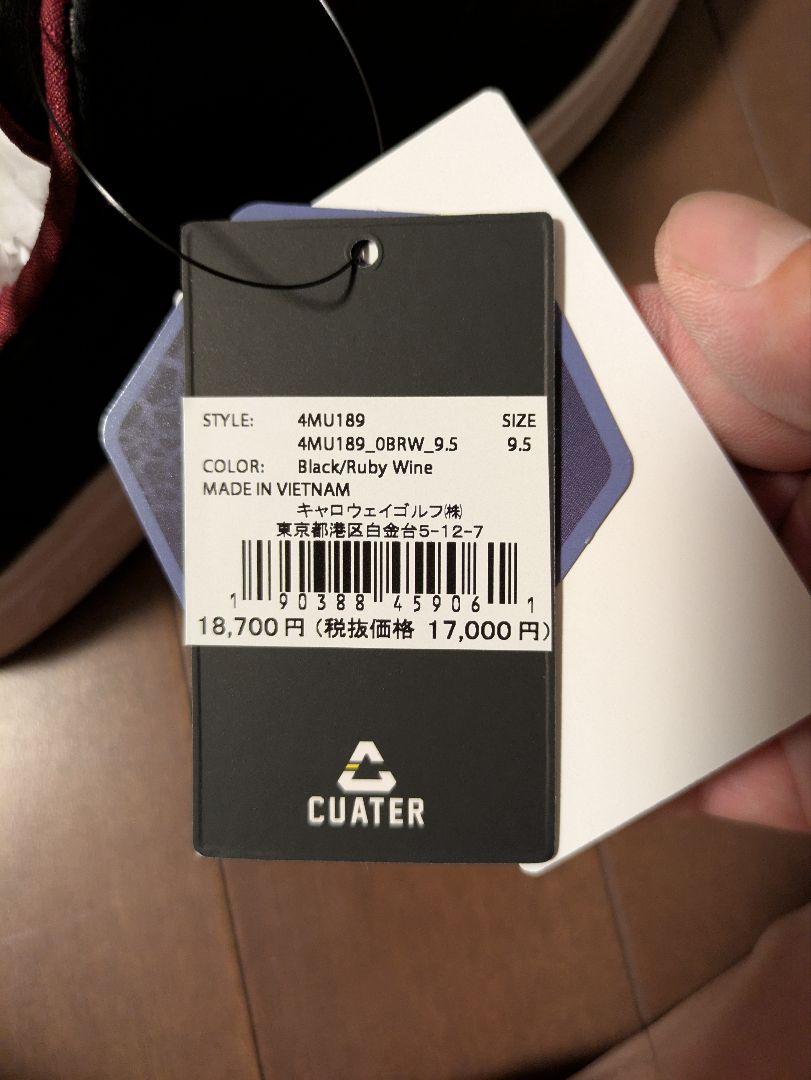 STYLE: 4MU189 SIZE
4MU189_0BRW_9.5 9.5
COLOR: Black/Ruby Wine
MADE IN VIETNAM
キャロウェイゴルフ㈱
東京都港区白金台5-12-7
1 90388 45906 1
18,700円 (税抜価格 17,000円)
CUATER